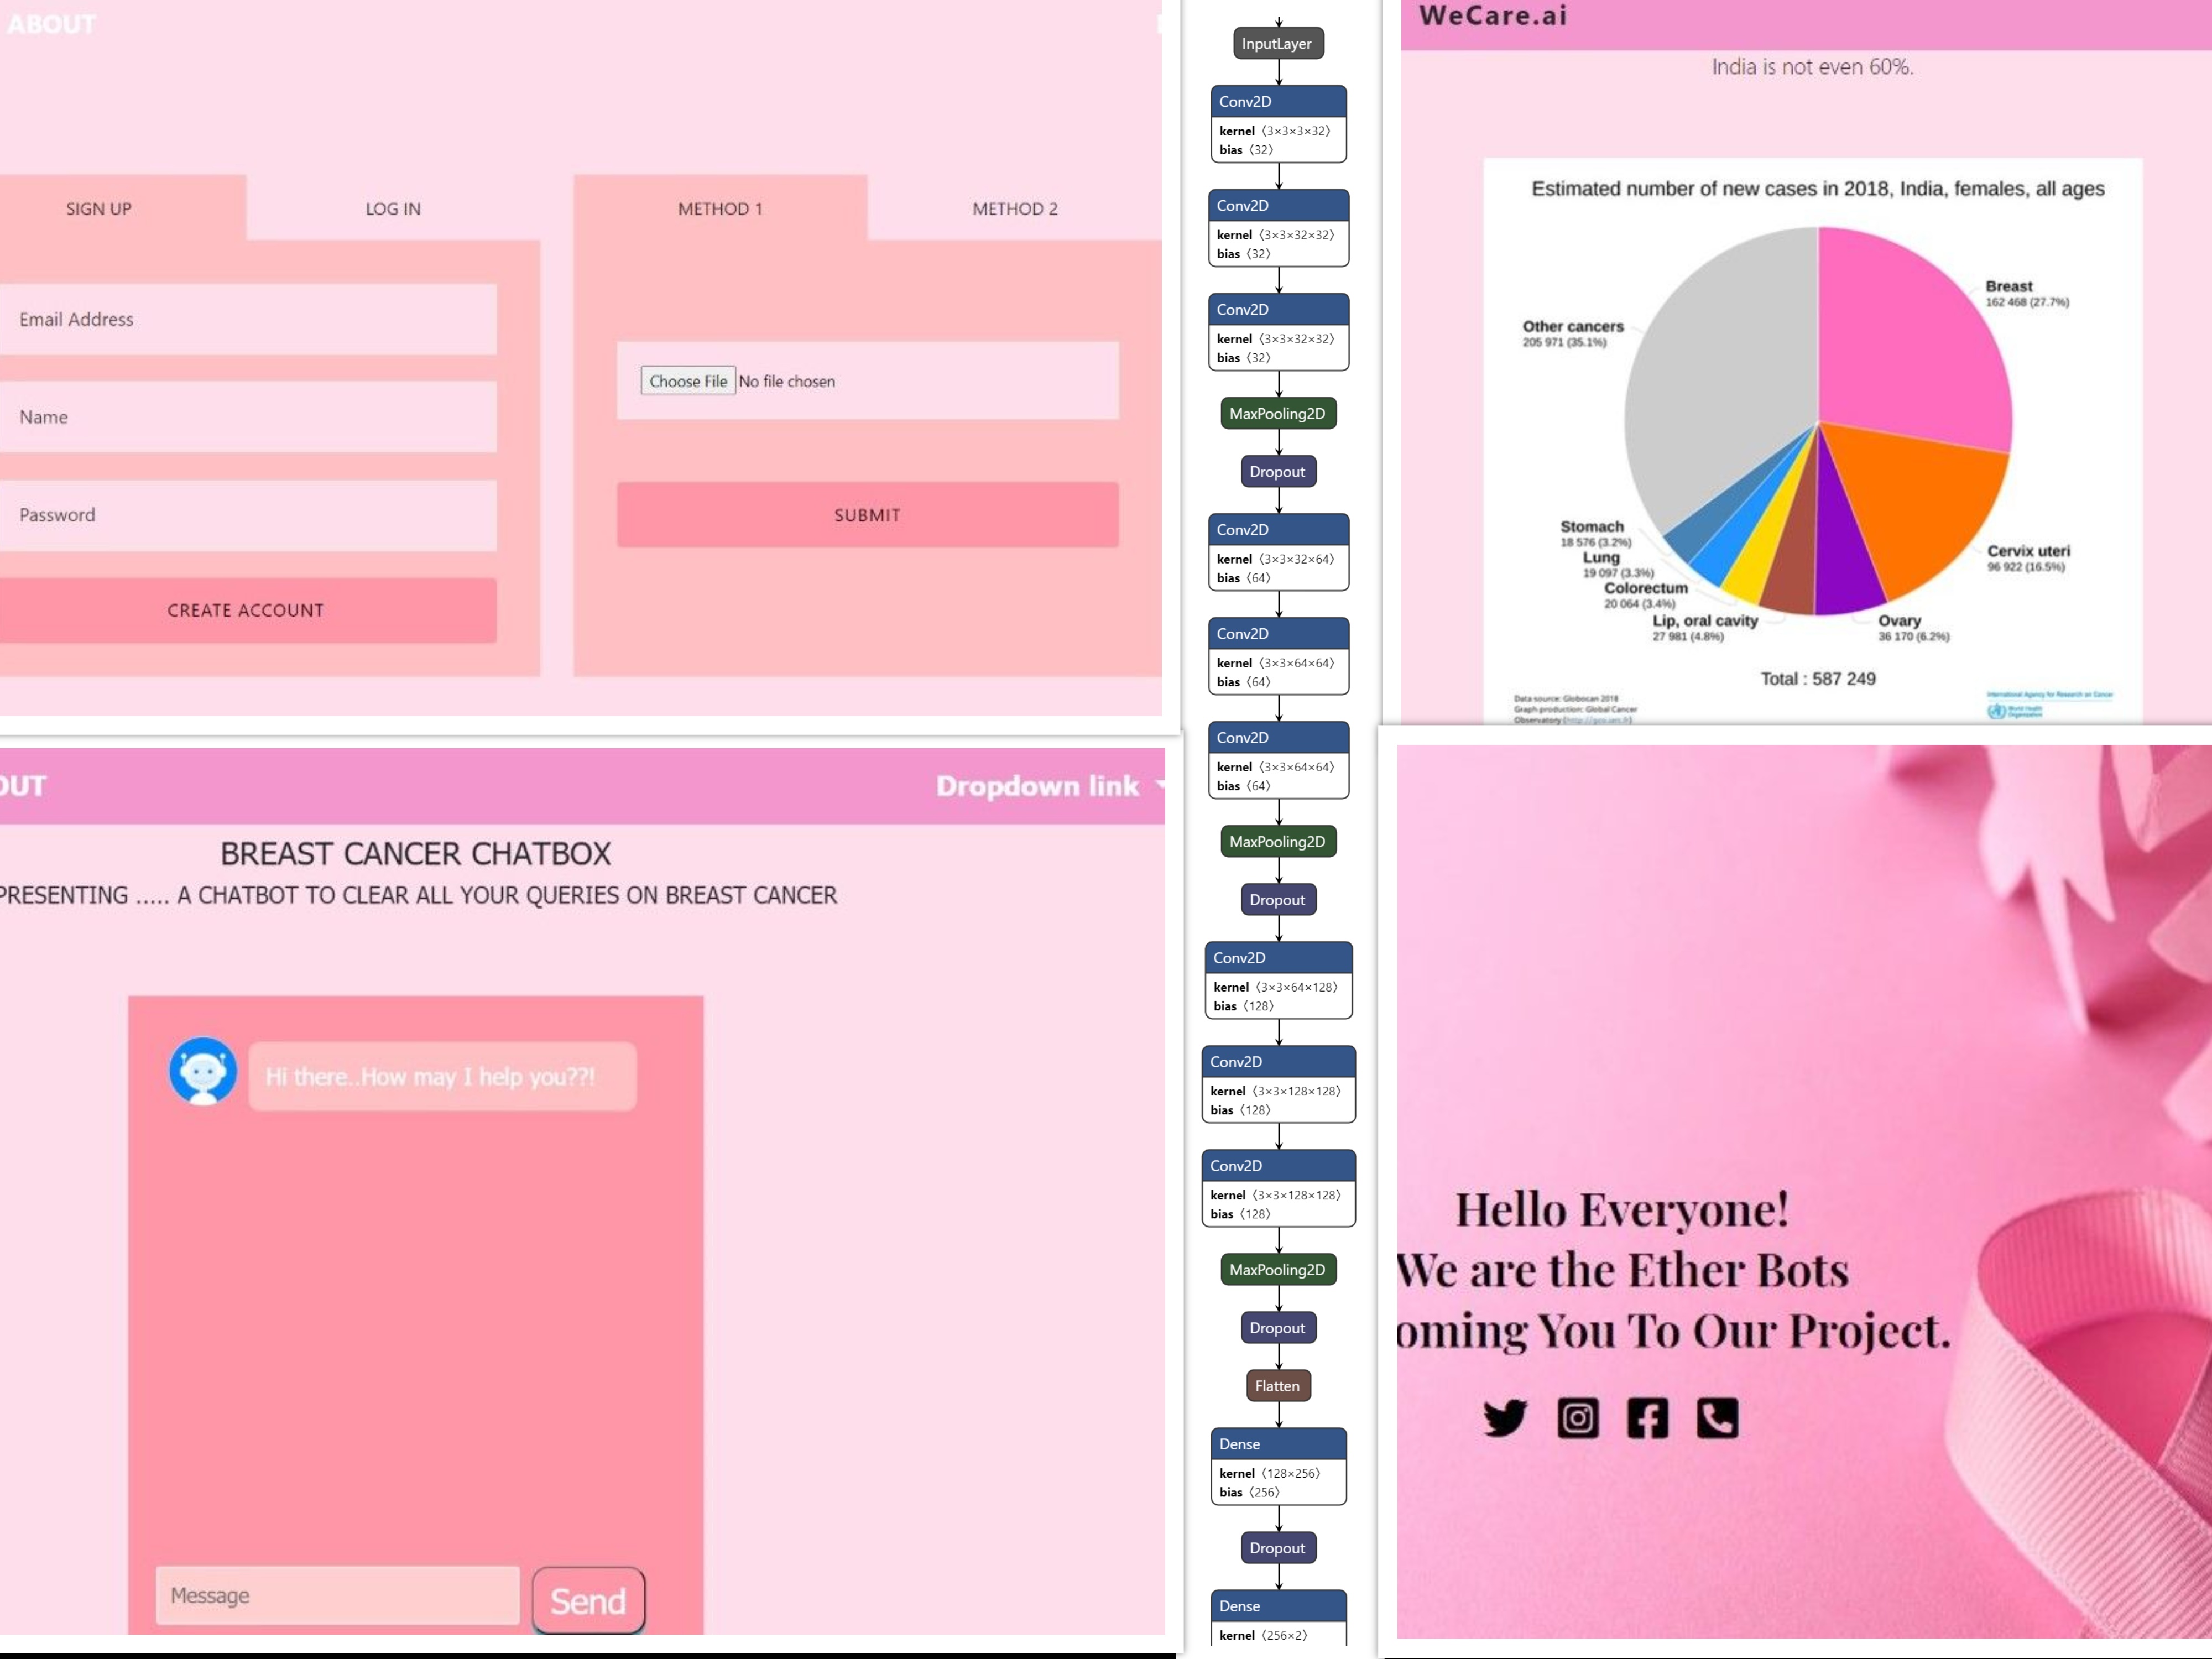 ABOUT
SIGN UP
LOG IN
Email Address
Name
Password
CREATE ACCOUNT
METHOD 1
METHOD 2
Choose File No file chosen
SUBMIT
OUT
Dropdown link
BREAST CANCER CHATBOX
PRESENTING ..... A CHATBOT TO CLEAR ALL YOUR QUERIES ON BREAST CANCER
Hi there..How may I help you??!
Message
Send
InputLayer
Conv2D
kernel ⟨3×3×3×32⟩
bias ⟨32⟩
Conv2D
kernel ⟨3×3×32×32⟩
bias ⟨32⟩
Conv2D
kernel ⟨3×3×32×32⟩
bias ⟨32⟩
MaxPooling2D
Dropout
Conv2D
kernel ⟨3×3×32×64⟩
bias ⟨64⟩
Conv2D
kernel ⟨3×3×64×64⟩
bias ⟨64⟩
Conv2D
kernel ⟨3×3×64×64⟩
bias ⟨64⟩
MaxPooling2D
Dropout
Conv2D
kernel ⟨3×3×64×128⟩
bias ⟨128⟩
Conv2D
kernel ⟨3×3×128×128⟩
bias ⟨128⟩
Conv2D
kernel ⟨3×3×128×128⟩
bias ⟨128⟩
MaxPooling2D
Dropout
Flatten
Dense
kernel ⟨128×256⟩
bias ⟨256⟩
Dropout
Dense
kernel ⟨256×2⟩
WeCare.ai
India is not even 60%.
Estimated number of new cases in 2018, India, females, all ages
Breast
162 468 (27.7%)
Other cancers
205 971 (35.1%)
Stomach
18 576 (3.2%)
Lung
19 097 (3.3%)
Colorectum
20 064 (3.4%)
Lip, oral cavity
27 981 (4.8%)
Ovary
36 170 (6.2%)
Cervix uteri
96 922 (16.5%)
Total : 587 249
Data source: Globocan 2018
Graph production: Global Cancer
Observatory (http://gco.iarc.fr)
International Agency for Research on Cancer
World Health
Organization
Hello Everyone!
We are the Ether Bots
oming You To Our Project.